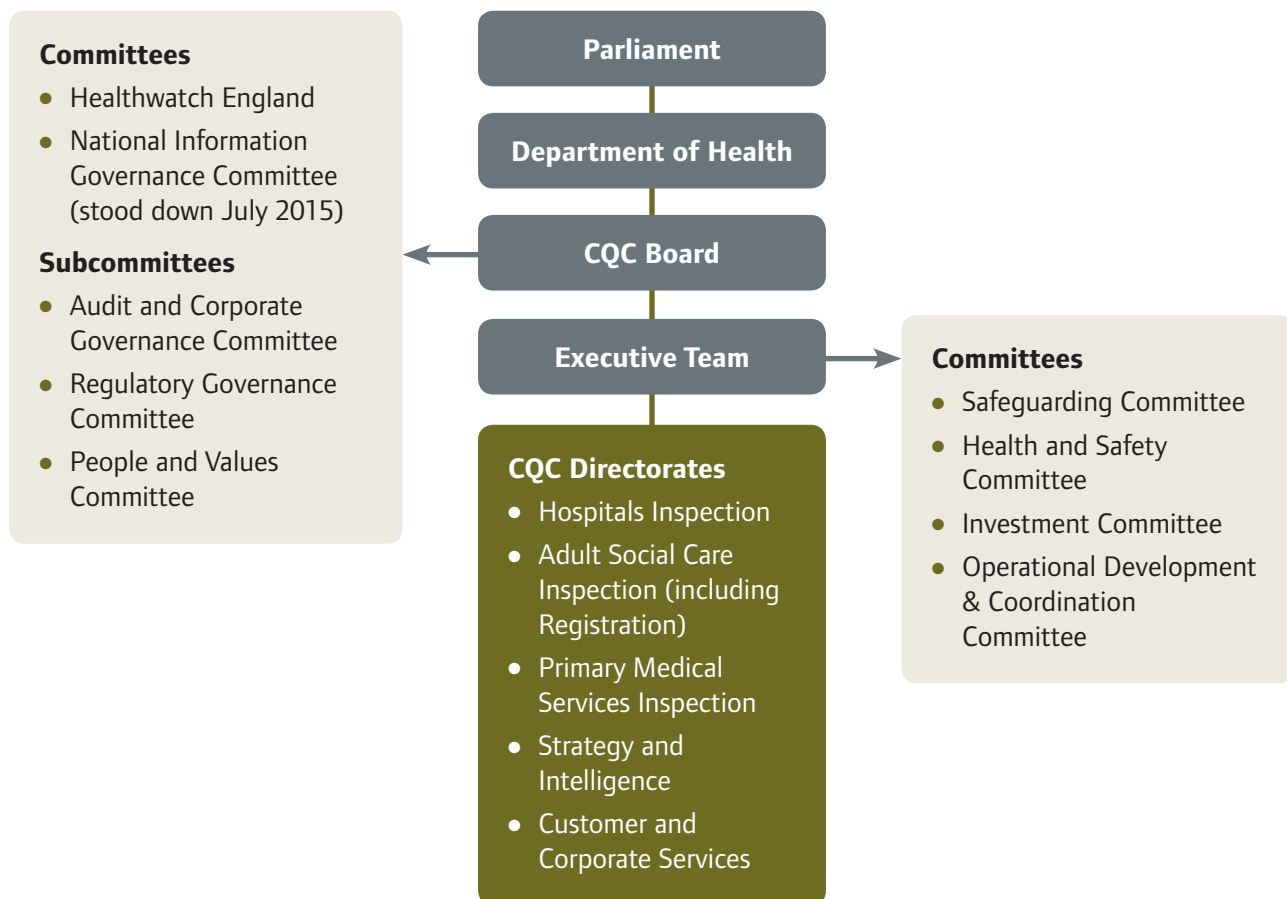 Committees
• Healthwatch England
• National Information
Governance Committee
(stood down July 2015)
Subcommittees
• Audit and Corporate
Governance Committee
• Regulatory Governance
Committee
• People and Values
Committee
Parliament
Department of Health
CQC Board
Executive Team
CQC Directorates
• Hospitals Inspection
• Adult Social Care
Inspection (including
Registration)
• Primary Medical
Services Inspection
• Strategy and
Intelligence
• Customer and
Corporate Services
Committees
• Safeguarding Committee
• Health and Safety
Committee
• Investment Committee
• Operational Development
& Coordination
Committee